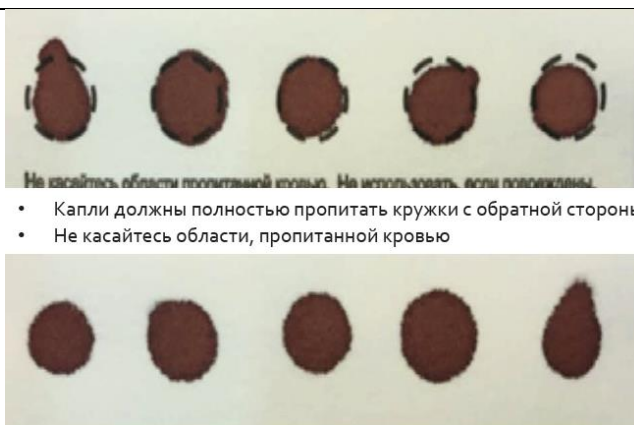 Не касайтесь области пропитанной кровью. Не использовать, если повреждены.
• Капли должны полностью пропитать кружки с обратной сторонь
• Не касайтесь области, пропитанной кровью